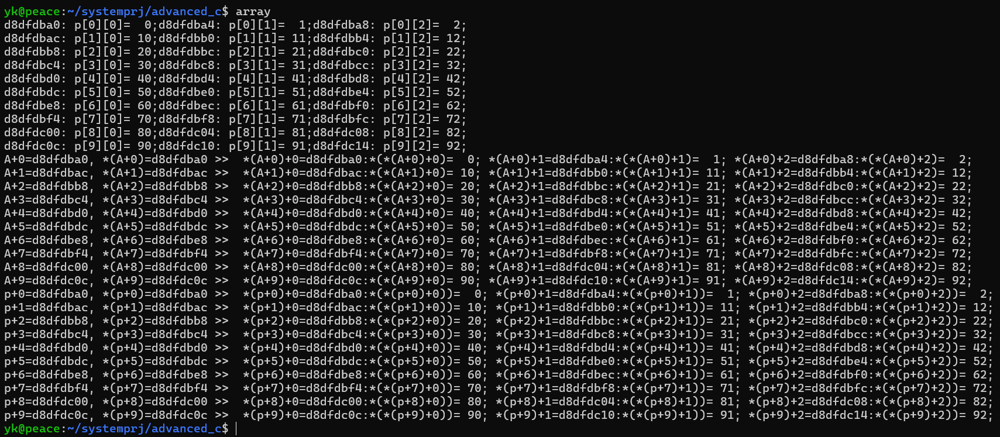 yk@peace:~/systemprj/advanced_c$ array
d8dfdba0: p[0][0]=  0;d8dfdba4: p[0][1]=  1;d8dfdba8: p[0][2]=  2;
d8dfdbac: p[1][0]= 10;d8dfdbb0: p[1][1]= 11;d8dfdbb4: p[1][2]= 12;
d8dfdbb8: p[2][0]= 20;d8dfdbbc: p[2][1]= 21;d8dfdbc0: p[2][2]= 22;
d8dfdbc4: p[3][0]= 30;d8dfdbc8: p[3][1]= 31;d8dfdbcc: p[3][2]= 32;
d8dfdbd0: p[4][0]= 40;d8dfdbd4: p[4][1]= 41;d8dfdbd8: p[4][2]= 42;
d8dfdbdc: p[5][0]= 50;d8dfdbe0: p[5][1]= 51;d8dfdbe4: p[5][2]= 52;
d8dfdbe8: p[6][0]= 60;d8dfdbec: p[6][1]= 61;d8dfdbf0: p[6][2]= 62;
d8dfdbf4: p[7][0]= 70;d8dfdbf8: p[7][1]= 71;d8dfdbfc: p[7][2]= 72;
d8dfdc00: p[8][0]= 80;d8dfdc04: p[8][1]= 81;d8dfdc08: p[8][2]= 82;
d8dfdc0c: p[9][0]= 90;d8dfdc10: p[9][1]= 91;d8dfdc14: p[9][2]= 92;
A+0=d8dfdba0, *(A+0)=d8dfdba0 >>  *(A+0)+0=d8dfdba0:*(*(A+0)+0)=  0; *(A+0)+1=d8dfdba4:*(*(A+0)+1)=  1; *(A+0)+2=d8dfdba8:*(*(A+0)+2)=  2;
A+1=d8dfdbac, *(A+1)=d8dfdbac >>  *(A+1)+0=d8dfdbac:*(*(A+1)+0)= 10; *(A+1)+1=d8dfdbb0:*(*(A+1)+1)= 11; *(A+1)+2=d8dfdbb4:*(*(A+1)+2)= 12;
A+2=d8dfdbb8, *(A+2)=d8dfdbb8 >>  *(A+2)+0=d8dfdbb8:*(*(A+2)+0)= 20; *(A+2)+1=d8dfdbbc:*(*(A+2)+1)= 21; *(A+2)+2=d8dfdbc0:*(*(A+2)+2)= 22;
A+3=d8dfdbc4, *(A+3)=d8dfdbc4 >>  *(A+3)+0=d8dfdbc4:*(*(A+3)+0)= 30; *(A+3)+1=d8dfdbc8:*(*(A+3)+1)= 31; *(A+3)+2=d8dfdbcc:*(*(A+3)+2)= 32;
A+4=d8dfdbd0, *(A+4)=d8dfdbd0 >>  *(A+4)+0=d8dfdbd0:*(*(A+4)+0)= 40; *(A+4)+1=d8dfdbd4:*(*(A+4)+1)= 41; *(A+4)+2=d8dfdbd8:*(*(A+4)+2)= 42;
A+5=d8dfdbdc, *(A+5)=d8dfdbdc >>  *(A+5)+0=d8dfdbdc:*(*(A+5)+0)= 50; *(A+5)+1=d8dfdbe0:*(*(A+5)+1)= 51; *(A+5)+2=d8dfdbe4:*(*(A+5)+2)= 52;
A+6=d8dfdbe8, *(A+6)=d8dfdbe8 >>  *(A+6)+0=d8dfdbe8:*(*(A+6)+0)= 60; *(A+6)+1=d8dfdbec:*(*(A+6)+1)= 61; *(A+6)+2=d8dfdbf0:*(*(A+6)+2)= 62;
A+7=d8dfdbf4, *(A+7)=d8dfdbf4 >>  *(A+7)+0=d8dfdbf4:*(*(A+7)+0)= 70; *(A+7)+1=d8dfdbf8:*(*(A+7)+1)= 71; *(A+7)+2=d8dfdbfc:*(*(A+7)+2)= 72;
A+8=d8dfdc00, *(A+8)=d8dfdc00 >>  *(A+8)+0=d8dfdc00:*(*(A+8)+0)= 80; *(A+8)+1=d8dfdc04:*(*(A+8)+1)= 81; *(A+8)+2=d8dfdc08:*(*(A+8)+2)= 82;
A+9=d8dfdc0c, *(A+9)=d8dfdc0c >>  *(A+9)+0=d8dfdc0c:*(*(A+9)+0)= 90; *(A+9)+1=d8dfdc10:*(*(A+9)+1)= 91; *(A+9)+2=d8dfdc14:*(*(A+9)+2)= 92;
p+0=d8dfdba0, *(p+0)=d8dfdba0 >>  *(p+0)+0=d8dfdba0:*(*(p+0)+0))=  0; *(p+0)+1=d8dfdba4:*(*(p+0)+1))=  1; *(p+0)+2=d8dfdba8:*(*(p+0)+2))=  2;
p+1=d8dfdbac, *(p+1)=d8dfdbac >>  *(p+1)+0=d8dfdbac:*(*(p+1)+0))= 10; *(p+1)+1=d8dfdbb0:*(*(p+1)+1))= 11; *(p+1)+2=d8dfdbb4:*(*(p+1)+2))= 12;
p+2=d8dfdbb8, *(p+2)=d8dfdbb8 >>  *(p+2)+0=d8dfdbb8:*(*(p+2)+0))= 20; *(p+2)+1=d8dfdbbc:*(*(p+2)+1))= 21; *(p+2)+2=d8dfdbc0:*(*(p+2)+2))= 22;
p+3=d8dfdbc4, *(p+3)=d8dfdbc4 >>  *(p+3)+0=d8dfdbc4:*(*(p+3)+0))= 30; *(p+3)+1=d8dfdbc8:*(*(p+3)+1))= 31; *(p+3)+2=d8dfdbcc:*(*(p+3)+2))= 32;
p+4=d8dfdbd0, *(p+4)=d8dfdbd0 >>  *(p+4)+0=d8dfdbd0:*(*(p+4)+0))= 40; *(p+4)+1=d8dfdbd4:*(*(p+4)+1))= 41; *(p+4)+2=d8dfdbd8:*(*(p+4)+2))= 42;
p+5=d8dfdbdc, *(p+5)=d8dfdbdc >>  *(p+5)+0=d8dfdbdc:*(*(p+5)+0))= 50; *(p+5)+1=d8dfdbe0:*(*(p+5)+1))= 51; *(p+5)+2=d8dfdbe4:*(*(p+5)+2))= 52;
p+6=d8dfdbe8, *(p+6)=d8dfdbe8 >>  *(p+6)+0=d8dfdbe8:*(*(p+6)+0))= 60; *(p+6)+1=d8dfdbec:*(*(p+6)+1))= 61; *(p+6)+2=d8dfdbf0:*(*(p+6)+2))= 62;
p+7=d8dfdbf4, *(p+7)=d8dfdbf4 >>  *(p+7)+0=d8dfdbf4:*(*(p+7)+0))= 70; *(p+7)+1=d8dfdbf8:*(*(p+7)+1))= 71; *(p+7)+2=d8dfdbfc:*(*(p+7)+2))= 72;
p+8=d8dfdc00, *(p+8)=d8dfdc00 >>  *(p+8)+0=d8dfdc00:*(*(p+8)+0))= 80; *(p+8)+1=d8dfdc04:*(*(p+8)+1))= 81; *(p+8)+2=d8dfdc08:*(*(p+8)+2))= 82;
p+9=d8dfdc0c, *(p+9)=d8dfdc0c >>  *(p+9)+0=d8dfdc0c:*(*(p+9)+0))= 90; *(p+9)+1=d8dfdc10:*(*(p+9)+1))= 91; *(p+9)+2=d8dfdc14:*(*(p+9)+2))= 92;
yk@peace:~/systemprj/advanced_c$